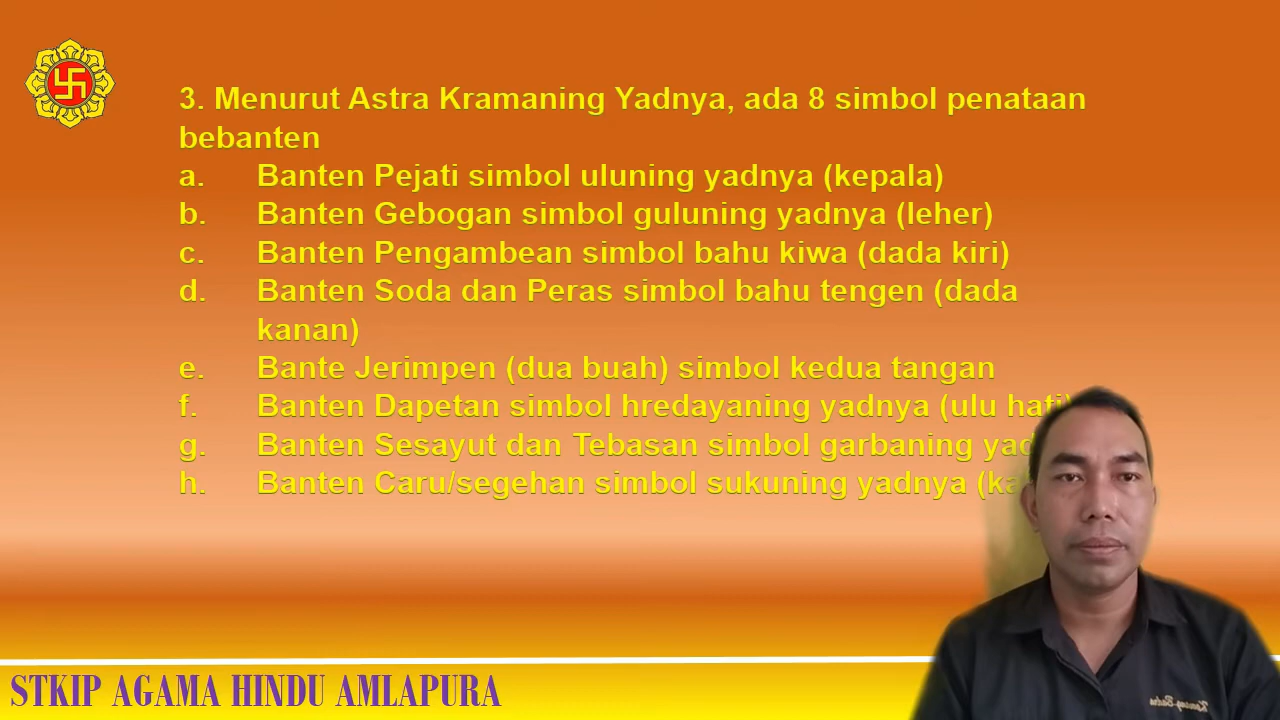 3. Menurut Astra Kramaning Yadnya, ada 8 simbol penataan
bebanten
a. Banten Pejati simbol uluning yadnya (kepala)
b. Banten Gebogan simbol guluning yadnya (leher)
c. Banten Pengambean simbol bahu kiwa (dada kiri)
d. Banten Soda dan Peras simbol bahu tengen (dada
kanan)
e. Bante Jerimpen (dua buah) simbol kedua tangan
f. Banten Dapetan simbol hredayaning yadnya (ulu hati)
g. Banten Sesayut dan Tebasan simbol garbaning
h. Banten Caru/segehan simbol sukuning yadnya
STKIP AGAMA HINDU AMLAPURA